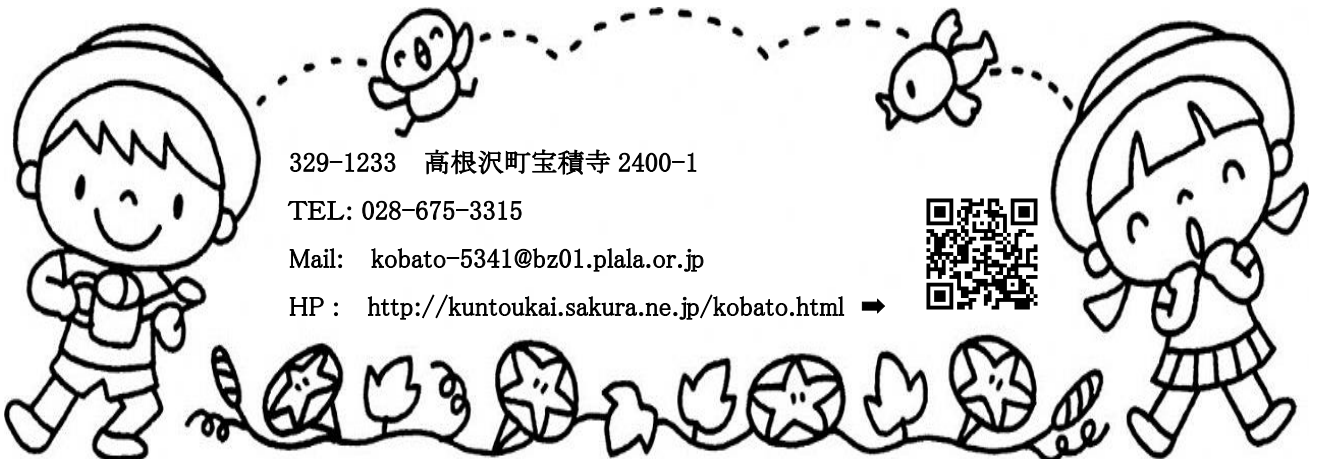 329-1233　高根沢町宝積寺 2400-1
TEL: 028-675-3315
Mail:　kobato-5341@bz01.plala.or.jp
HP :　http://kuntoukai.sakura.ne.jp/kobato.html ➡